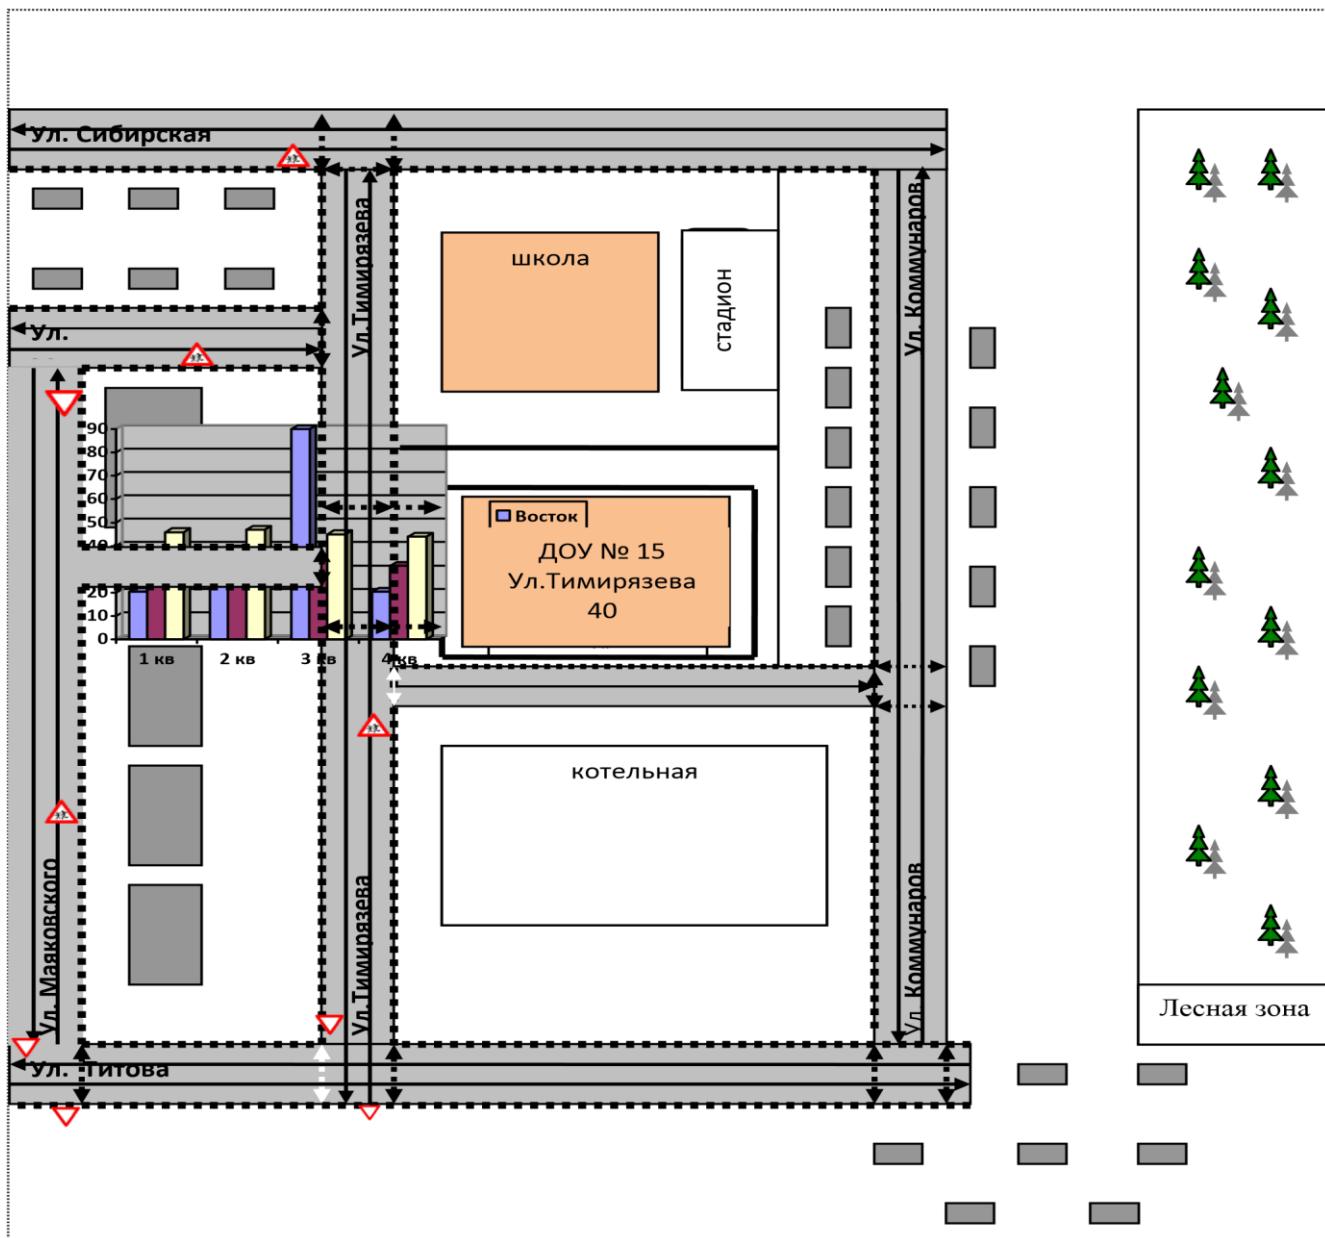 Ул. Сибирская
Ул.Тимирязева
Ул. Коммунаров
школа
стадион
Ул.
90
80
70
60
50
40
20
10
0
1 кв
2 кв
3 кв
4 кв
Восток
ДОУ № 15
Ул.Тимирязева
40
котельная
Ул. Маяковского
Ул.Тимирязева
Ул. Коммунаров
Лесная зона
Ул. Титова